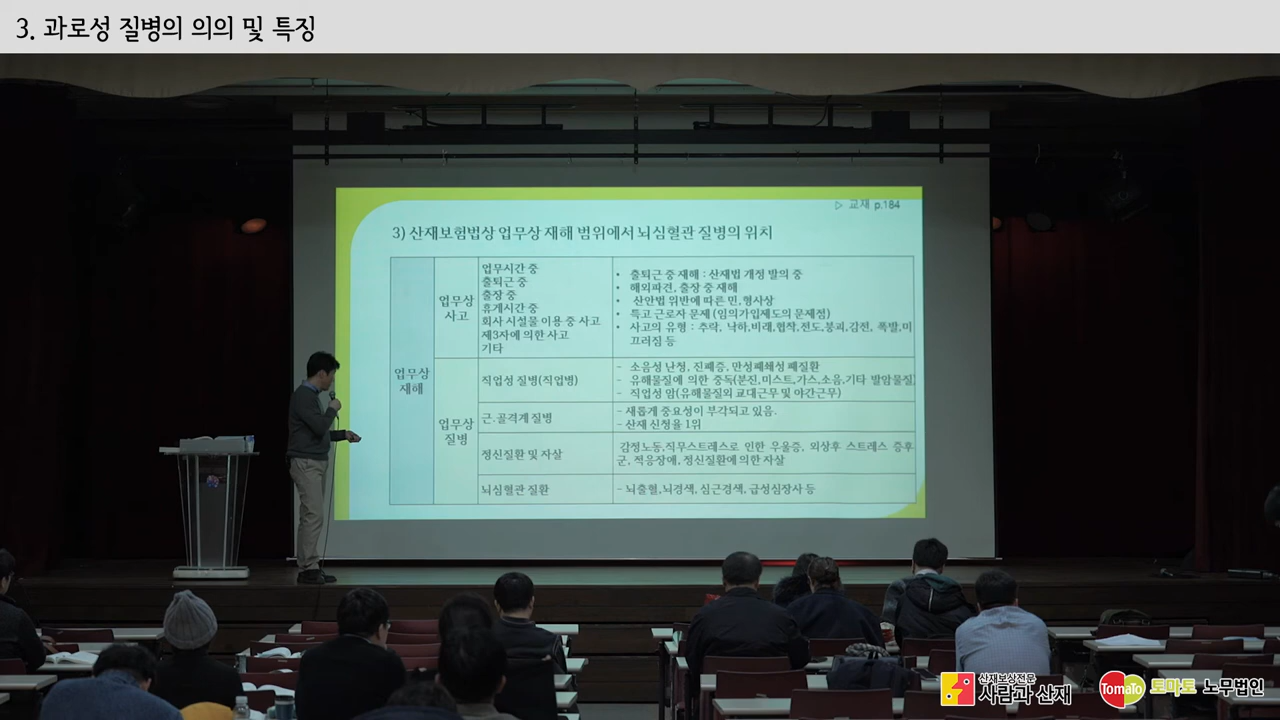 3. 과로성 질병의 의의 및 특징
▷ 교재 p.184
3) 산재보험법상 업무상 재해 범위에서 뇌심혈관 질병의 위치
업무상
재해
업무상
사고
업무시간 중
출퇴근 중
출장 중
휴게시간 중
회사 시설물 이용 중 사고
제3자에 의한 사고
기타
• 출퇴근 중 재해 : 산재법 개정 발의 중
• 해외파견, 출장 중 재해
• 산안법 위반에 따른 민,형사상
• 특고 근로자 문제 (임의가입제도의 문제점)
• 사고의 유형 : 추락, 낙하,비래,협착,전도,붕괴,감전, 폭발,미
끄러짐 등
업무상
질병
직업성 질병(직업병)
- 소음성 난청, 진폐증, 만성폐쇄성 폐질환
- 유해물질에 의한 중독(분진,미스트,가스,소음,기타 발암물질)
- 직업성 암(유해물질외 교대근무 및 야간근무)
근.골격계 질병
- 새롭게 중요성이 부각되고 있음.
- 산재 신청율 1위
정신질환 및 자살
감정노동,직무스트레스로 인한 우울증, 외상후 스트레스 증후
군, 적응장애, 정신질환에 의한 자살
뇌심혈관 질환
- 뇌출혈,뇌경색, 심근경색, 급성심장사 등
산재보상전문
사람과 산재
TomaTo
토마토 노무법인